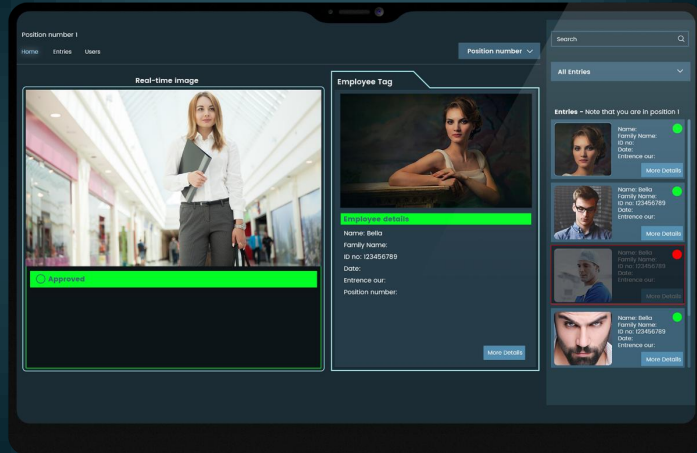 Position number 1
Home Entries Users
Position number
Real-time image
Approved
Employee Tag
Employee details
Name: Bella
Family Name:
ID no: 123456789
Date:
Entrence our:
Position number:
More Details
Search
All Entries
Entries - Note that you are in position 1
Name:
Family Name:
ID no:
Date:
Entrence our:
More Details
Name: Bella
Family Name:
ID no: 123456789
Date:
Entrence our:
More Details
Name: Bella
Family Name:
ID no: 123456789
Date:
Entrence our:
More Details
Name: Bella
Family Name:
ID no: 123456789
Date:
Entrence our:
More Details